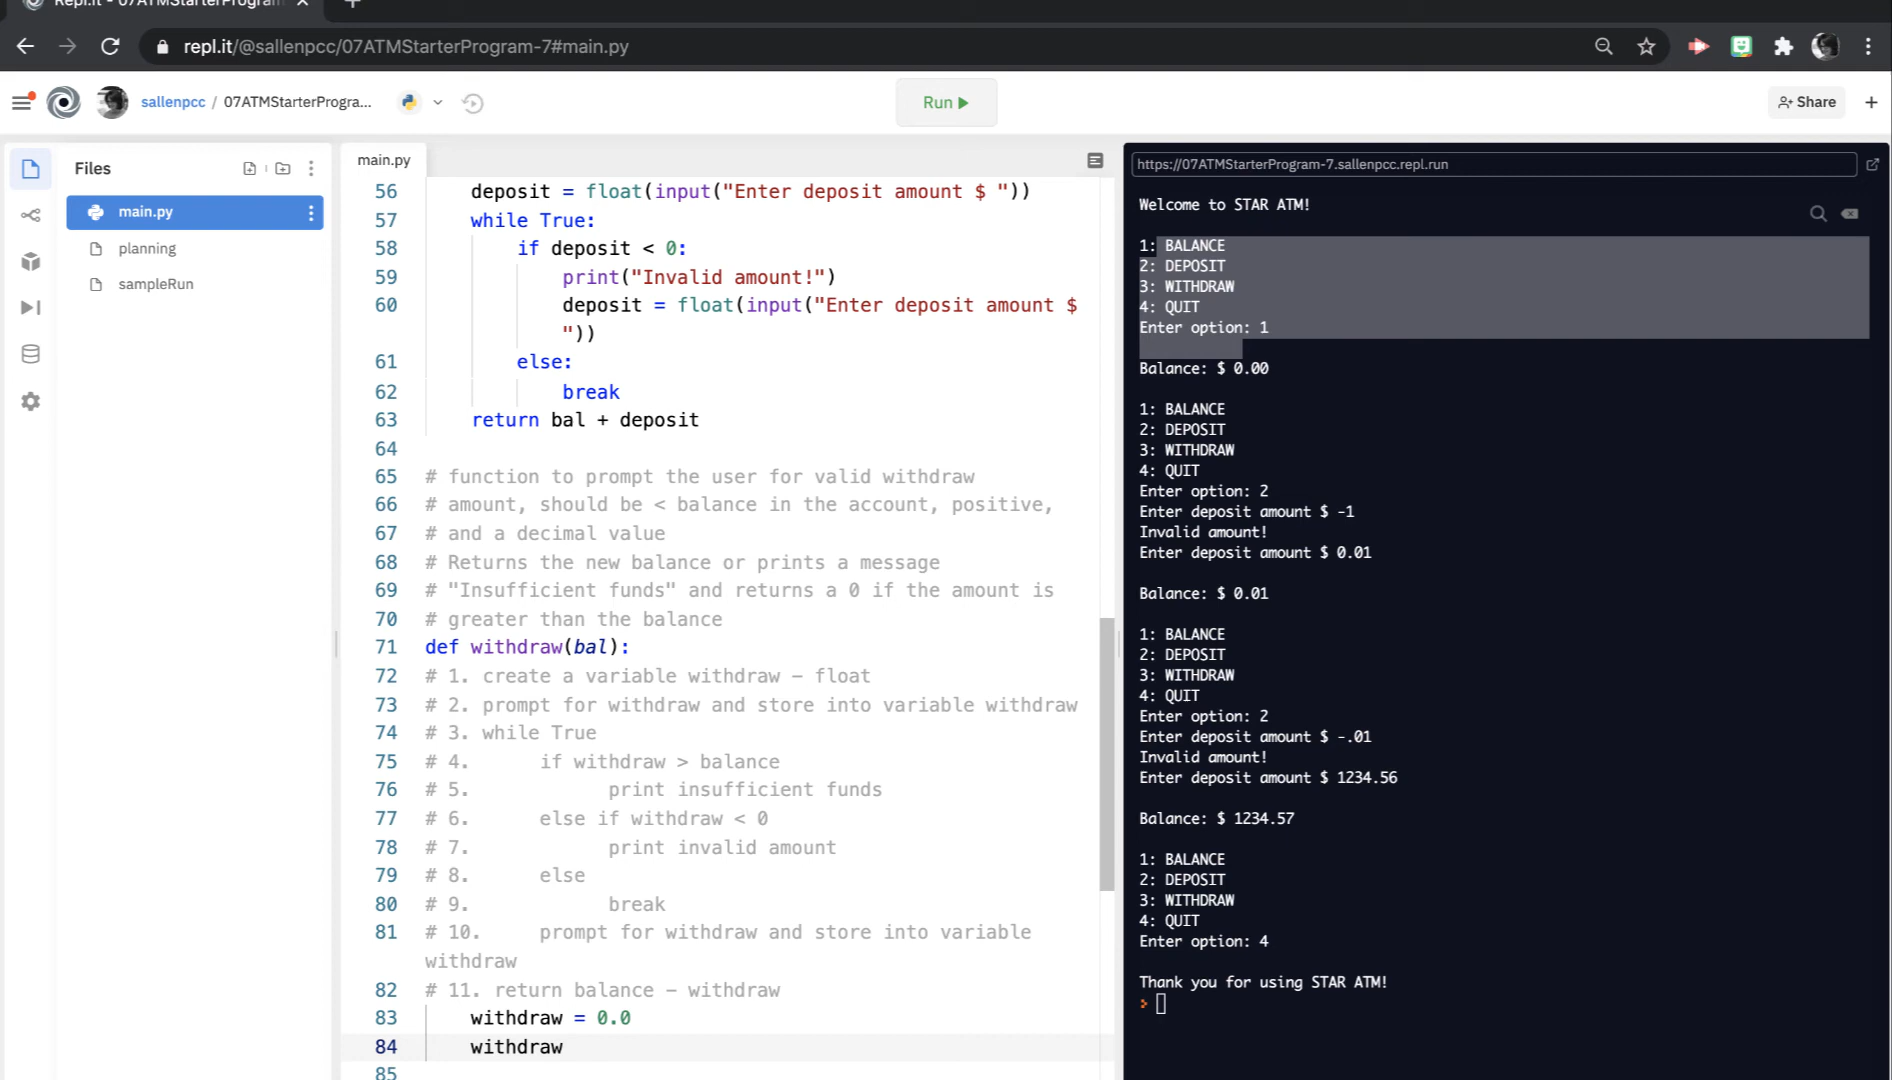 Repl.it - 07ATMStarterProgram
repl.it/@sallenpcc/07ATMStarterProgram-7#main.py
sallenpcc / 07ATMStarterProgra...
Run
Share
Files
main.py
planning
sampleRun
main.py
56 deposit = float(input("Enter deposit amount $ "))
57 while True:
58 if deposit < 0:
59 print("Invalid amount!")
60 deposit = float(input("Enter deposit amount $
"))
61 else:
62 break
63 return bal + deposit
64
65 # function to prompt the user for valid withdraw
66 # amount, should be < balance in the account, positive,
67 # and a decimal value
68 # Returns the new balance or prints a message
69 # "Insufficient funds" and returns a 0 if the amount is
70 # greater than the balance
71 def withdraw(bal):
72 # 1. create a variable withdraw - float
73 # 2. prompt for withdraw and store into variable withdraw
74 # 3. while True
75 # 4. if withdraw > balance
76 # 5. print insufficient funds
77 # 6. else if withdraw < 0
78 # 7. print invalid amount
79 # 8. else
80 # 9. break
81 # 10. prompt for withdraw and store into variable
withdraw
82 # 11. return balance - withdraw
83 withdraw = 0.0
84 withdraw
85
https://07ATMStarterProgram-7.sallenpcc.repl.run
Welcome to STAR ATM!
1: BALANCE
2: DEPOSIT
3: WITHDRAW
4: QUIT
Enter option: 1
Balance: $ 0.00
1: BALANCE
2: DEPOSIT
3: WITHDRAW
4: QUIT
Enter option: 2
Enter deposit amount $ -1
Invalid amount!
Enter deposit amount $ 0.01
Balance: $ 0.01
1: BALANCE
2: DEPOSIT
3: WITHDRAW
4: QUIT
Enter option: 2
Enter deposit amount $ -.01
Invalid amount!
Enter deposit amount $ 1234.56
Balance: $ 1234.57
1: BALANCE
2: DEPOSIT
3: WITHDRAW
4: QUIT
Enter option: 4
Thank you for using STAR ATM!